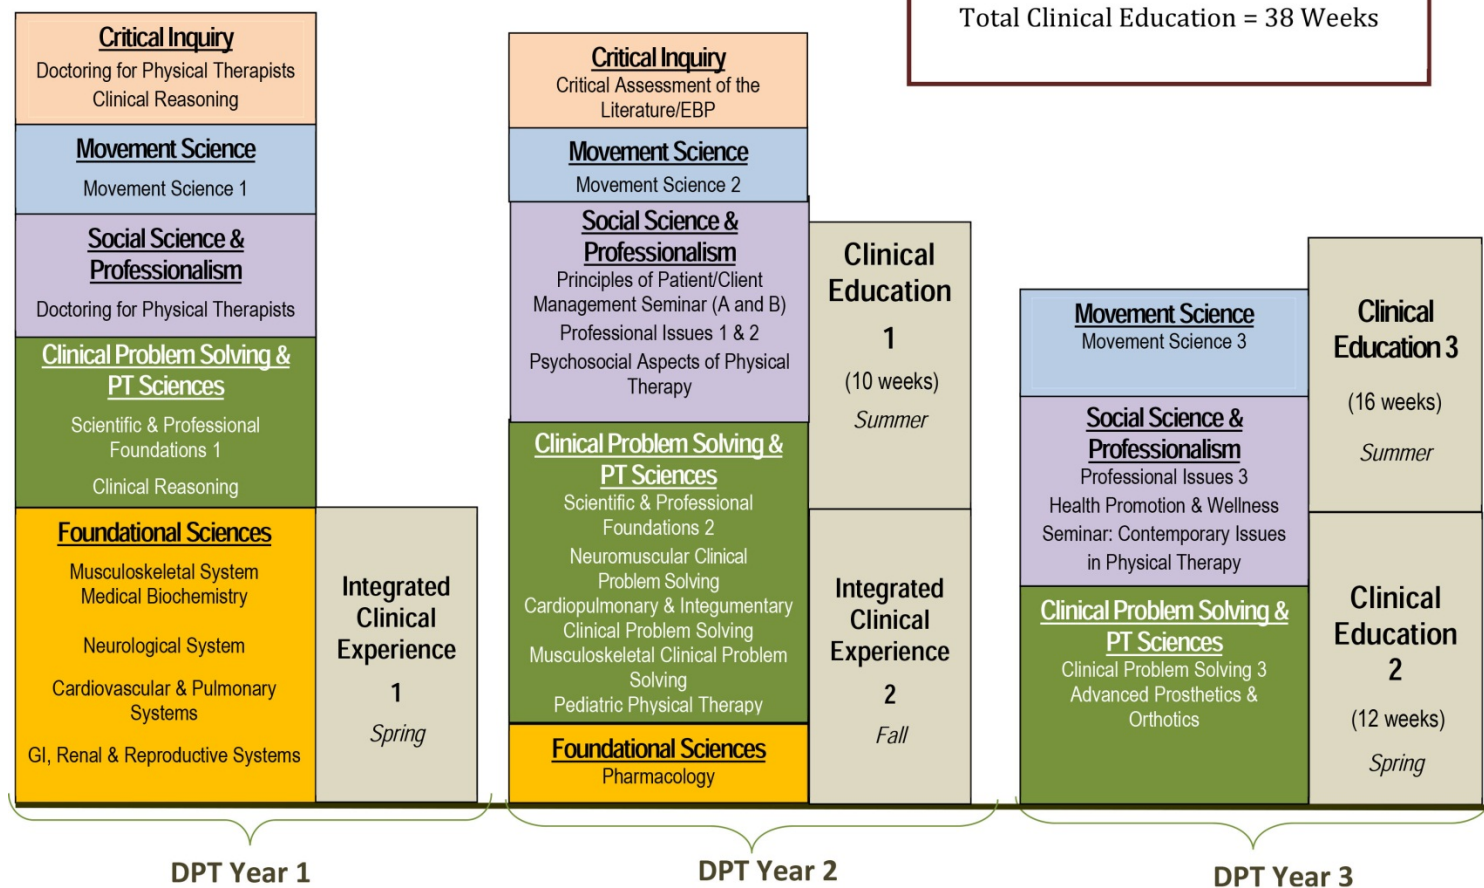 Total Clinical Education = 38 Weeks
Critical Inquiry
Doctoring for Physical Therapists
Clinical Reasoning
Movement Science
Movement Science 1
Social Science &
Professionalism
Doctoring for Physical Therapists
Clinical Problem Solving &
PT Sciences
Scientific & Professional
Foundations 1
Clinical Reasoning
Foundational Sciences
Musculoskeletal System
Medical Biochemistry
Neurological System
Cardiovascular & Pulmonary
Systems
GI, Renal & Reproductive Systems
Integrated
Clinical
Experience
1
Spring
DPT Year 1
Critical Inquiry
Critical Assessment of the
Literature/EBP
Movement Science
Movement Science 2
Social Science &
Professionalism
Principles of Patient/Client
Management Seminar (A and B)
Professional Issues 1 & 2
Psychosocial Aspects of Physical
Therapy
Clinical Problem Solving &
PT Sciences
Scientific & Professional
Foundations 2
Neuromuscular Clinical
Problem Solving
Cardiopulmonary & Integumentary
Clinical Problem Solving
Musculoskeletal Clinical Problem
Solving
Pediatric Physical Therapy
Foundational Sciences
Pharmacology
Clinical
Education
1
(10 weeks)
Summer
Integrated
Clinical
Experience
2
Fall
DPT Year 2
Movement Science
Movement Science 3
Social Science &
Professionalism
Professional Issues 3
Health Promotion & Wellness
Seminar: Contemporary Issues
in Physical Therapy
Clinical Problem Solving &
PT Sciences
Clinical Problem Solving 3
Advanced Prosthetics &
Orthotics
Clinical
Education 3
(16 weeks)
Summer
Clinical
Education
2
(12 weeks)
Spring
DPT Year 3